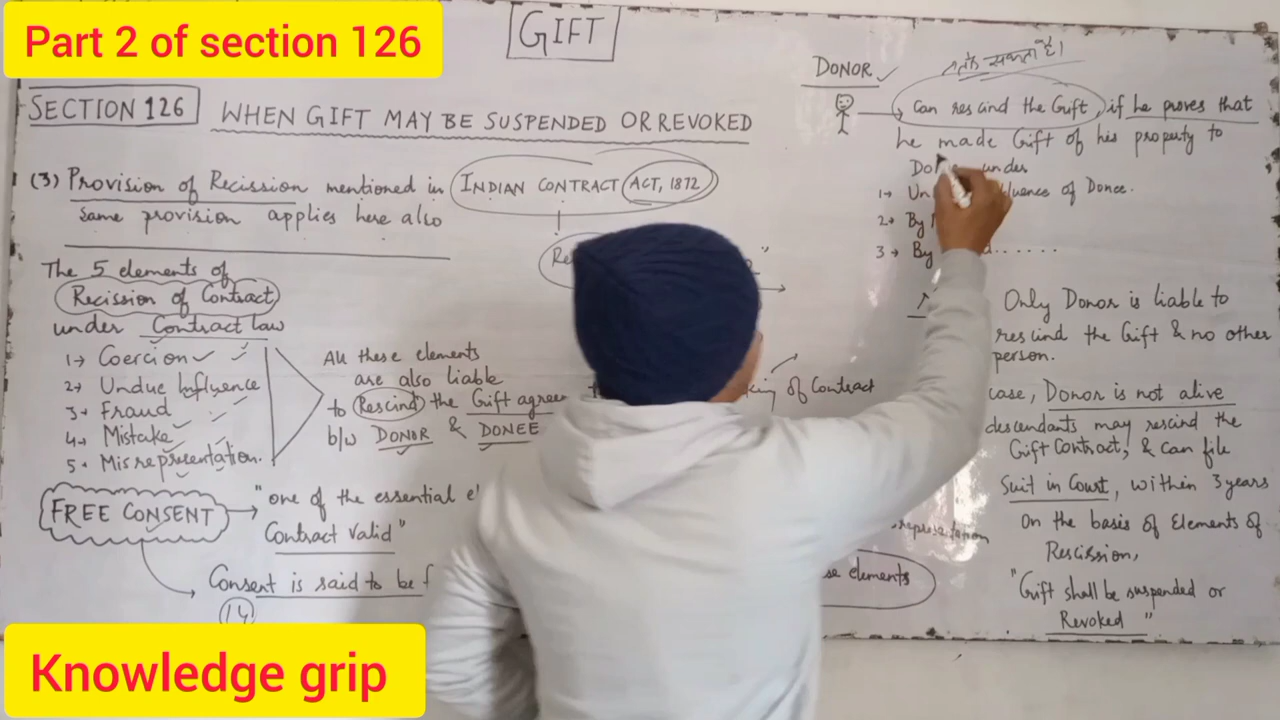 Part 2 of section 126
GIFT
SECTION 126 WHEN GIFT MAY BE SUSPENDED OR REVOKED
(3) Provision of Recission mentioned in INDIAN CONTRACT ACT, 1872
same provision applies here also
The 5 elements of
Recission of Contract
under Contract law
1→ Coercion
2→ Undue Influence
3→ Fraud
4→ Mistake
5• Misrepresentation.
All these elements
are also liable
to Rescind the Gift
b/w DONOR & DONEE
of Contract
FREE CONSENT → "one of the essential
Contract Valid"
Consent is said to be
14
elements
DONOR
तोड़ सकता है।
Can rescind the Gift, if he proves that
he made Gift of his property to
under
1→ of Donee.
2→ By
3→ By
Only Donor is liable to
rescind the Gift & no other
person.
case, Donor is not alive
descendants may rescind the
Gift Contract, & can file
Suit in Court, within 3 years
on the basis of Elements of
Rescission,
"Gift shall be suspended or
Revoked"
Knowledge grip